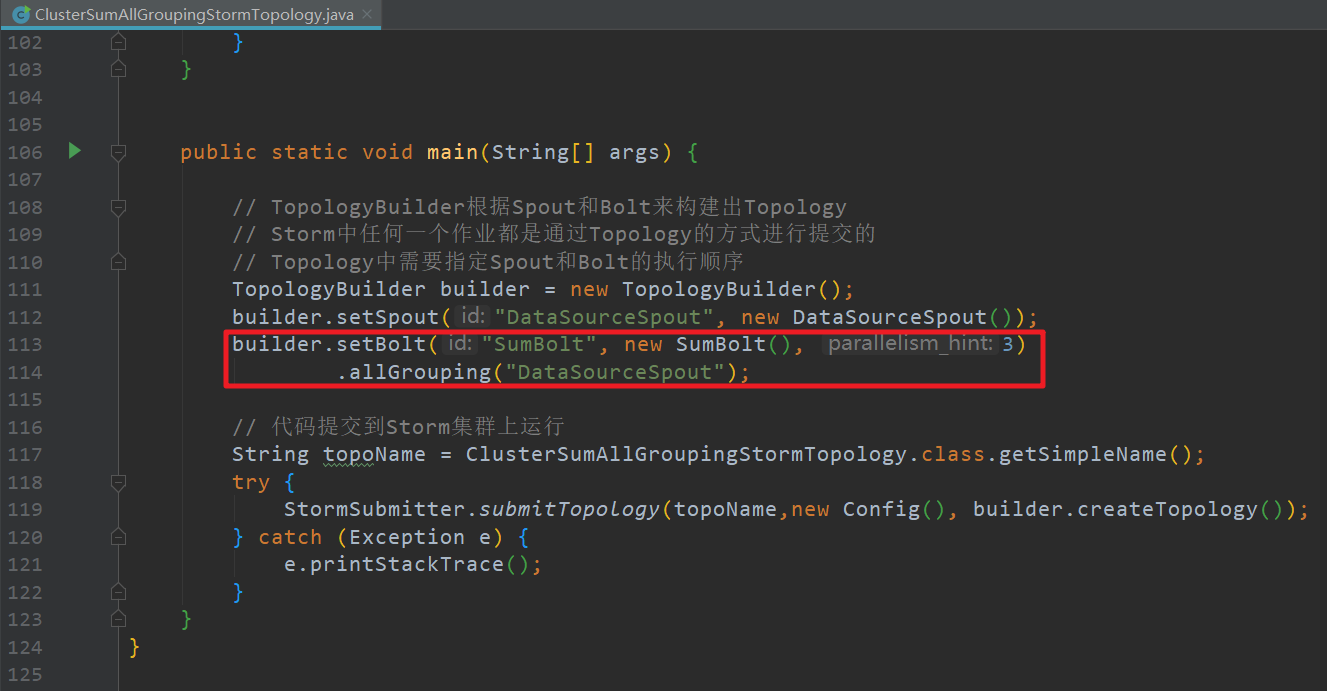 ClusterSumAllGroupingStormTopology.java
102 }
103 }
104
105
106 public static void main(String[] args) {
107
108 // TopologyBuilder根据Spout和Bolt来构建出Topology
109 // Storm中任何一个作业都是通过Topology的方式进行提交的
110 // Topology中需要指定Spout和Bolt的执行顺序
111 TopologyBuilder builder = new TopologyBuilder();
112 builder.setSpout( id: "DataSourceSpout", new DataSourceSpout());
113 builder.setBolt( id: "SumBolt", new SumBolt(), parallelism_hint: 3)
114 .allGrouping("DataSourceSpout");
115
116 // 代码提交到Storm集群上运行
117 String topoName = ClusterSumAllGroupingStormTopology.class.getSimpleName();
118 try {
119 StormSubmitter.submitTopology(topoName,new Config(), builder.createTopology());
120 } catch (Exception e) {
121 e.printStackTrace();
122 }
123 }
124 }
125